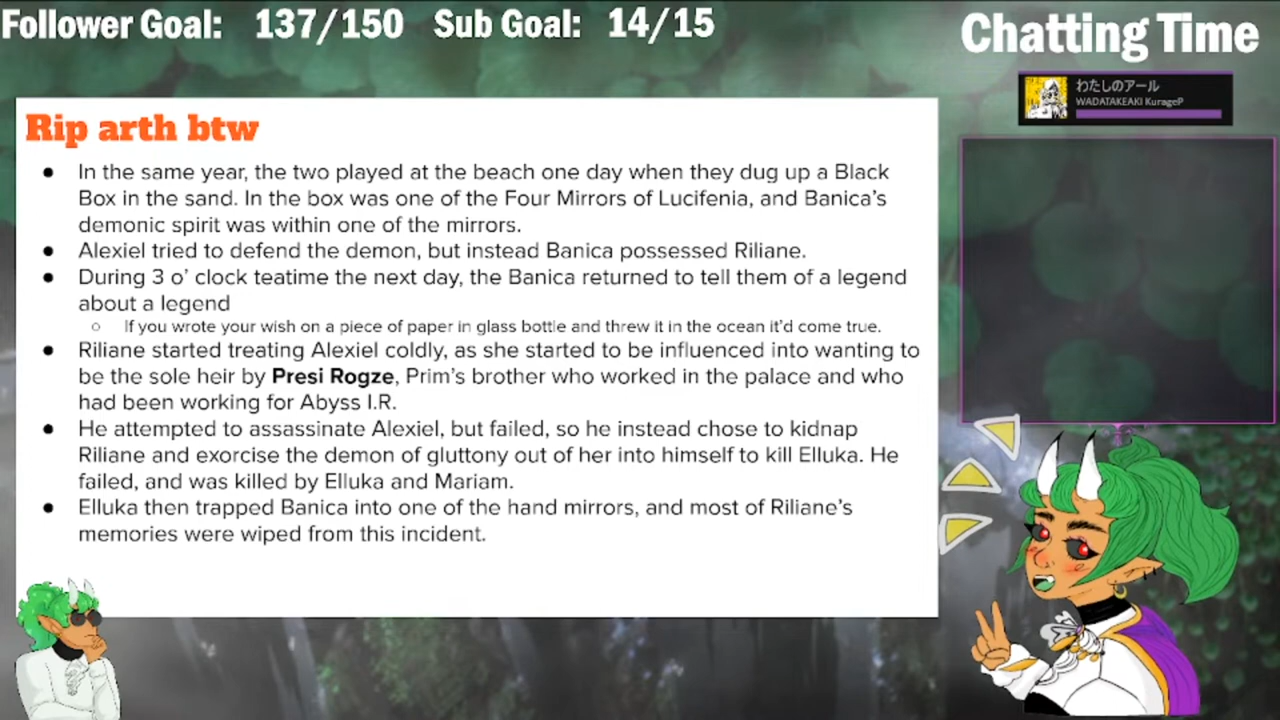 Follower Goal: 137/150 Sub Goal: 14/15
Chatting Time
わたしのアール
WADATAKEAKI KurageP
Rip arth btw
● In the same year, the two played at the beach one day when they dug up a Black
Box in the sand. In the box was one of the Four Mirrors of Lucifenia, and Banica’s
demonic spirit was within one of the mirrors.
● Alexiel tried to defend the demon, but instead Banica possessed Riliane.
● During 3 o’ clock teatime the next day, the Banica returned to tell them of a legend
about a legend
○ If you wrote your wish on a piece of paper in glass bottle and threw it in the ocean it’d come true.
● Riliane started treating Alexiel coldly, as she started to be influenced into wanting to
be the sole heir by Presi Rogze, Prim’s brother who worked in the palace and who
had been working for Abyss I.R.
● He attempted to assassinate Alexiel, but failed, so he instead chose to kidnap
Riliane and exorcise the demon of gluttony out of her into himself to kill Elluka. He
failed, and was killed by Elluka and Mariam.
● Elluka then trapped Banica into one of the hand mirrors, and most of Riliane’s
memories were wiped from this incident.